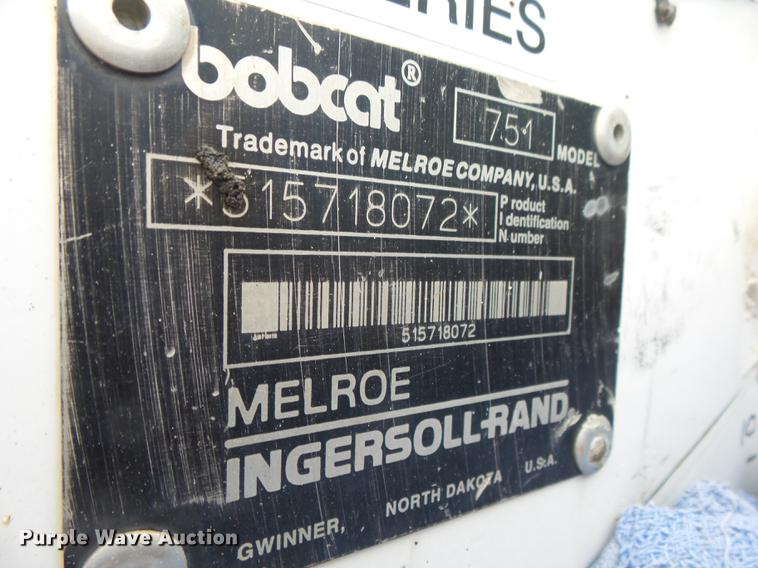 ERIES
bobcat®
751 MODEL
Trademark of MELROE COMPANY, U.S.A.
*515718072* Product Identification Number
515718072
MELROE
INGERSOLL-RAND®
GWINNER, NORTH DAKOTA U.S.A.
Purple Wave Auction